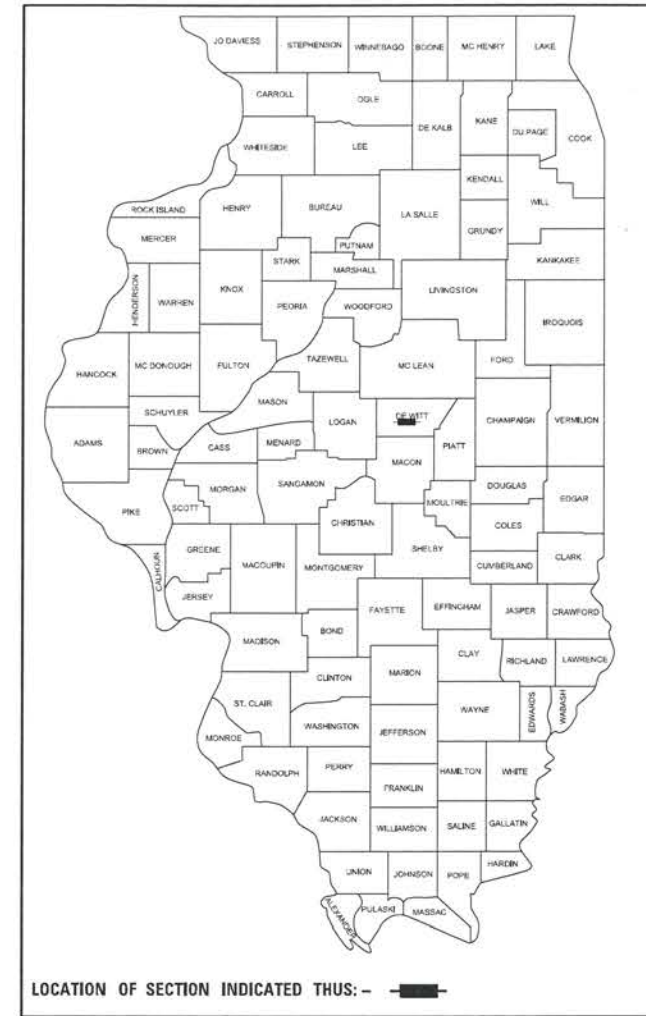 JO DAVIESS
STEPHENSON
WINNEBAGO
BOONE
MC HENRY
LAKE
CARROLL
OGLE
DE KALB
KANE
DU PAGE
COOK
WHITESIDE
LEE
KENDALL
WILL
ROCK ISLAND
HENRY
BUREAU
LA SALLE
GRUNDY
MERCER
PUTNAM
STARK
MARSHALL
KANKAKEE
HENDERSON
WARREN
KNOX
PEORIA
WOODFORD
LIVINGSTON
IROQUOIS
HANCOCK
MC DONOUGH
FULTON
TAZEWELL
MC LEAN
FORD
SCHUYLER
MASON
LOGAN
DE WITT
CHAMPAIGN
VERMILION
ADAMS
BROWN
CASS
MENARD
MACON
PIATT
PIKE
SCOTT
MORGAN
SANGAMON
CHRISTIAN
MOULTRIE
DOUGLAS
EDGAR
COLES
CALHOUN
GREENE
MACOUPIN
MONTGOMERY
SHELBY
CUMBERLAND
CLARK
JERSEY
FAYETTE
EFFINGHAM
JASPER
CRAWFORD
MADISON
BOND
CLAY
RICHLAND
LAWRENCE
CLINTON
MARION
ST. CLAIR
WAYNE
EDWARDS
WABASH
WASHINGTON
JEFFERSON
MONROE
RANDOLPH
PERRY
HAMILTON
WHITE
FRANKLIN
JACKSON
WILLIAMSON
SALINE
GALLATIN
UNION
JOHNSON
POPE
HARDIN
ALEXANDER
PULASKI
MASSAC
LOCATION OF SECTION INDICATED THUS: -